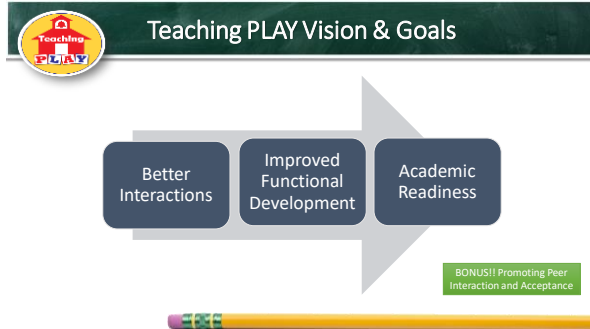 Teaching PLAY Vision & Goals
Teaching
PLAY
Better
Interactions
Improved
Functional
Development
Academic
Readiness
BONUS!! Promoting Peer
Interaction and Acceptance